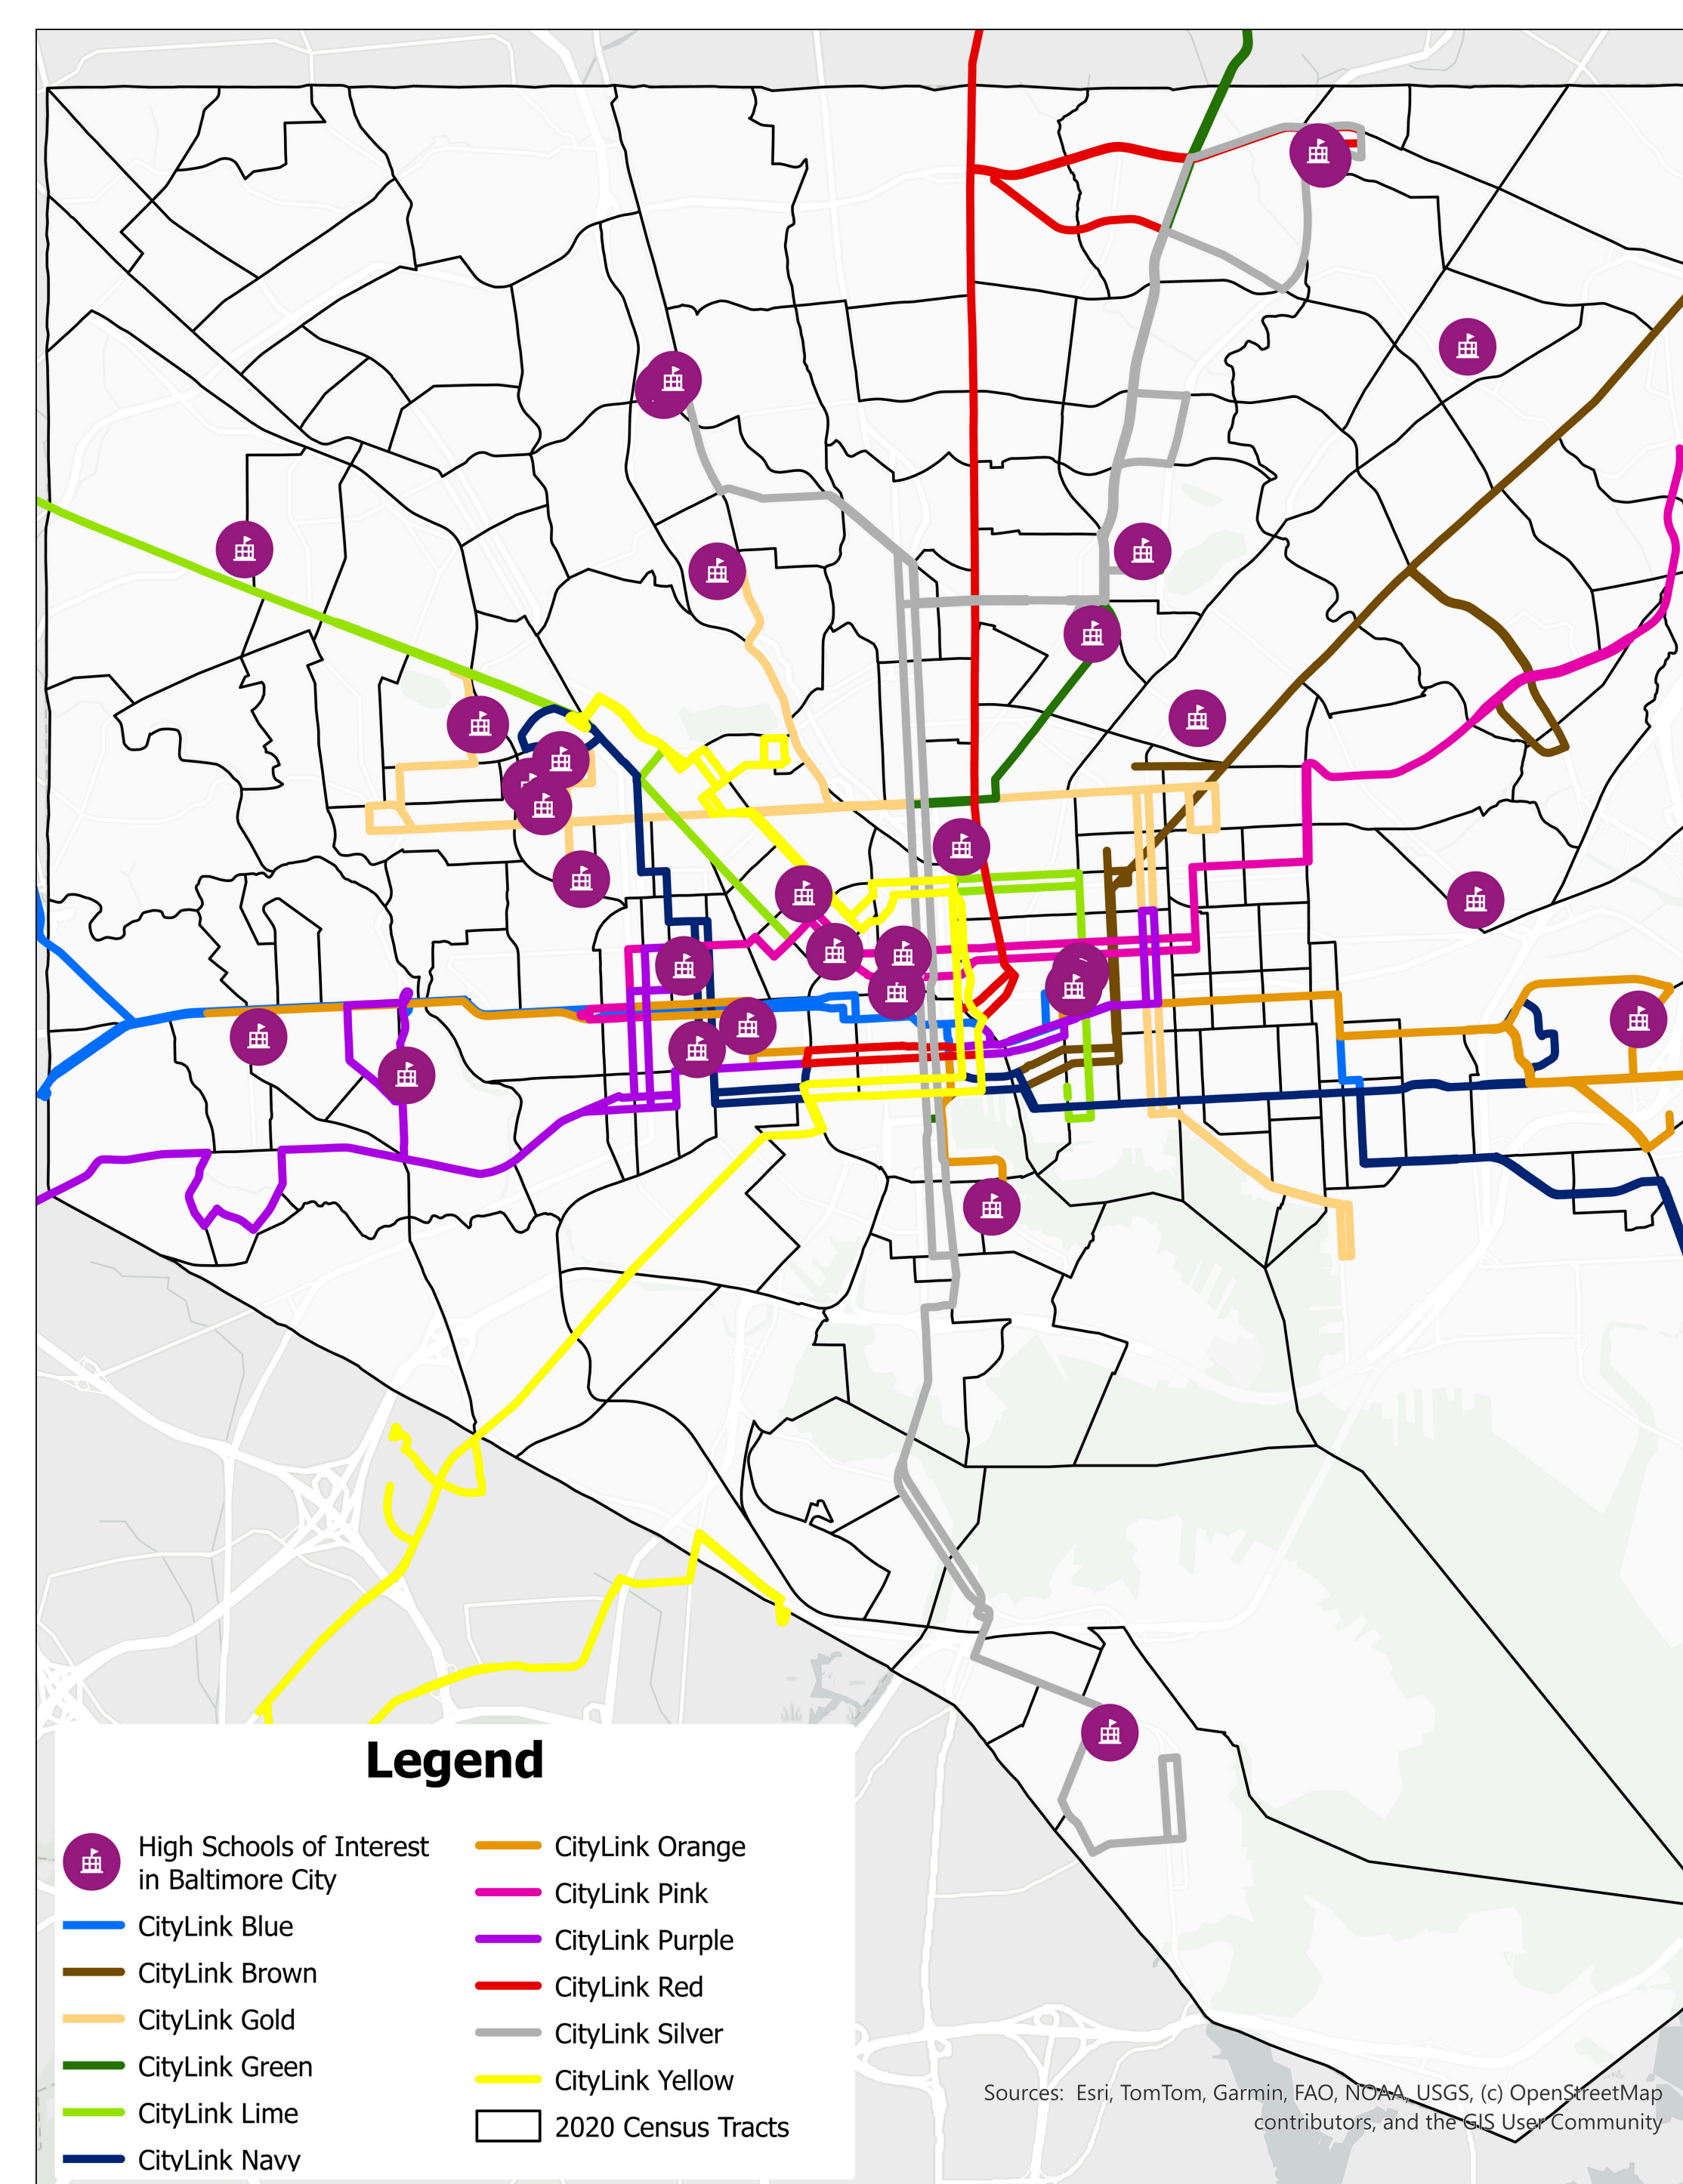 Legend
High Schools of Interest
in Baltimore City
CityLink Blue
CityLink Brown
CityLink Gold
CityLink Green
CityLink Lime
CityLink Navy
CityLink Orange
CityLink Pink
CityLink Purple
CityLink Red
CityLink Silver
CityLink Yellow
2020 Census Tracts
Sources: Esri, TomTom, Garmin, FAO, NOAA, USGS, (c) OpenStreetMap
contributors, and the GIS User Community